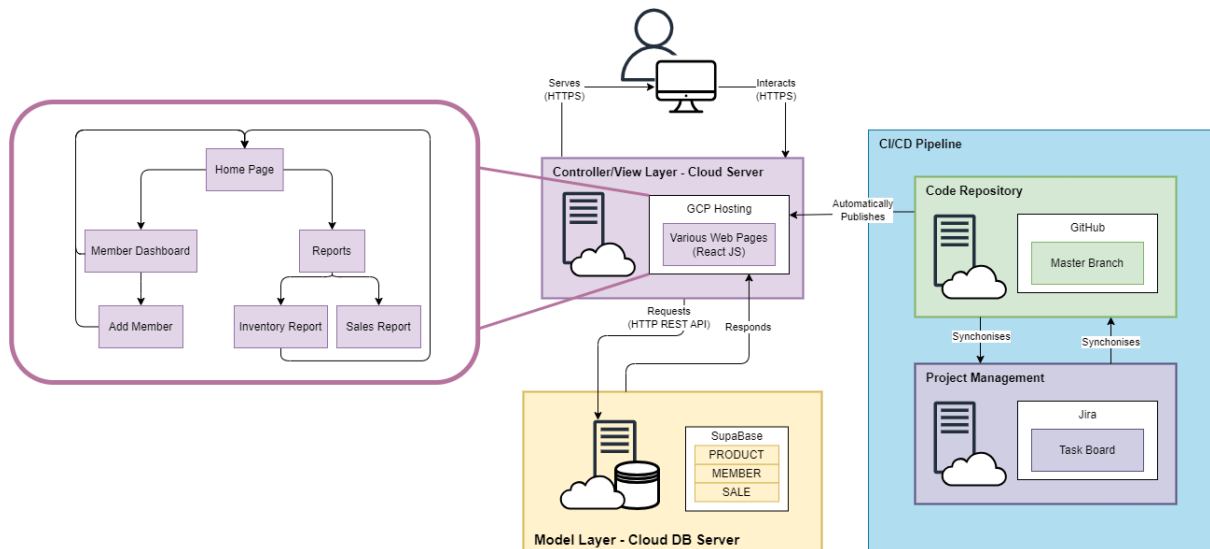 Serves
(HTTPS)
Interacts
(HTTPS)
Home Page
Member Dashboard
Reports
Add Member
Inventory Report
Sales Report
Controller/View Layer - Cloud Server
GCP Hosting
Various Web Pages
(React JS)
Automatically
Publishes
Requests
(HTTP REST API)
Responds
SupaBase
PRODUCT
MEMBER
SALE
Model Layer - Cloud DB Server
CI/CD Pipeline
Code Repository
GitHub
Master Branch
Synchonises
Synchonises
Project Management
Jira
Task Board